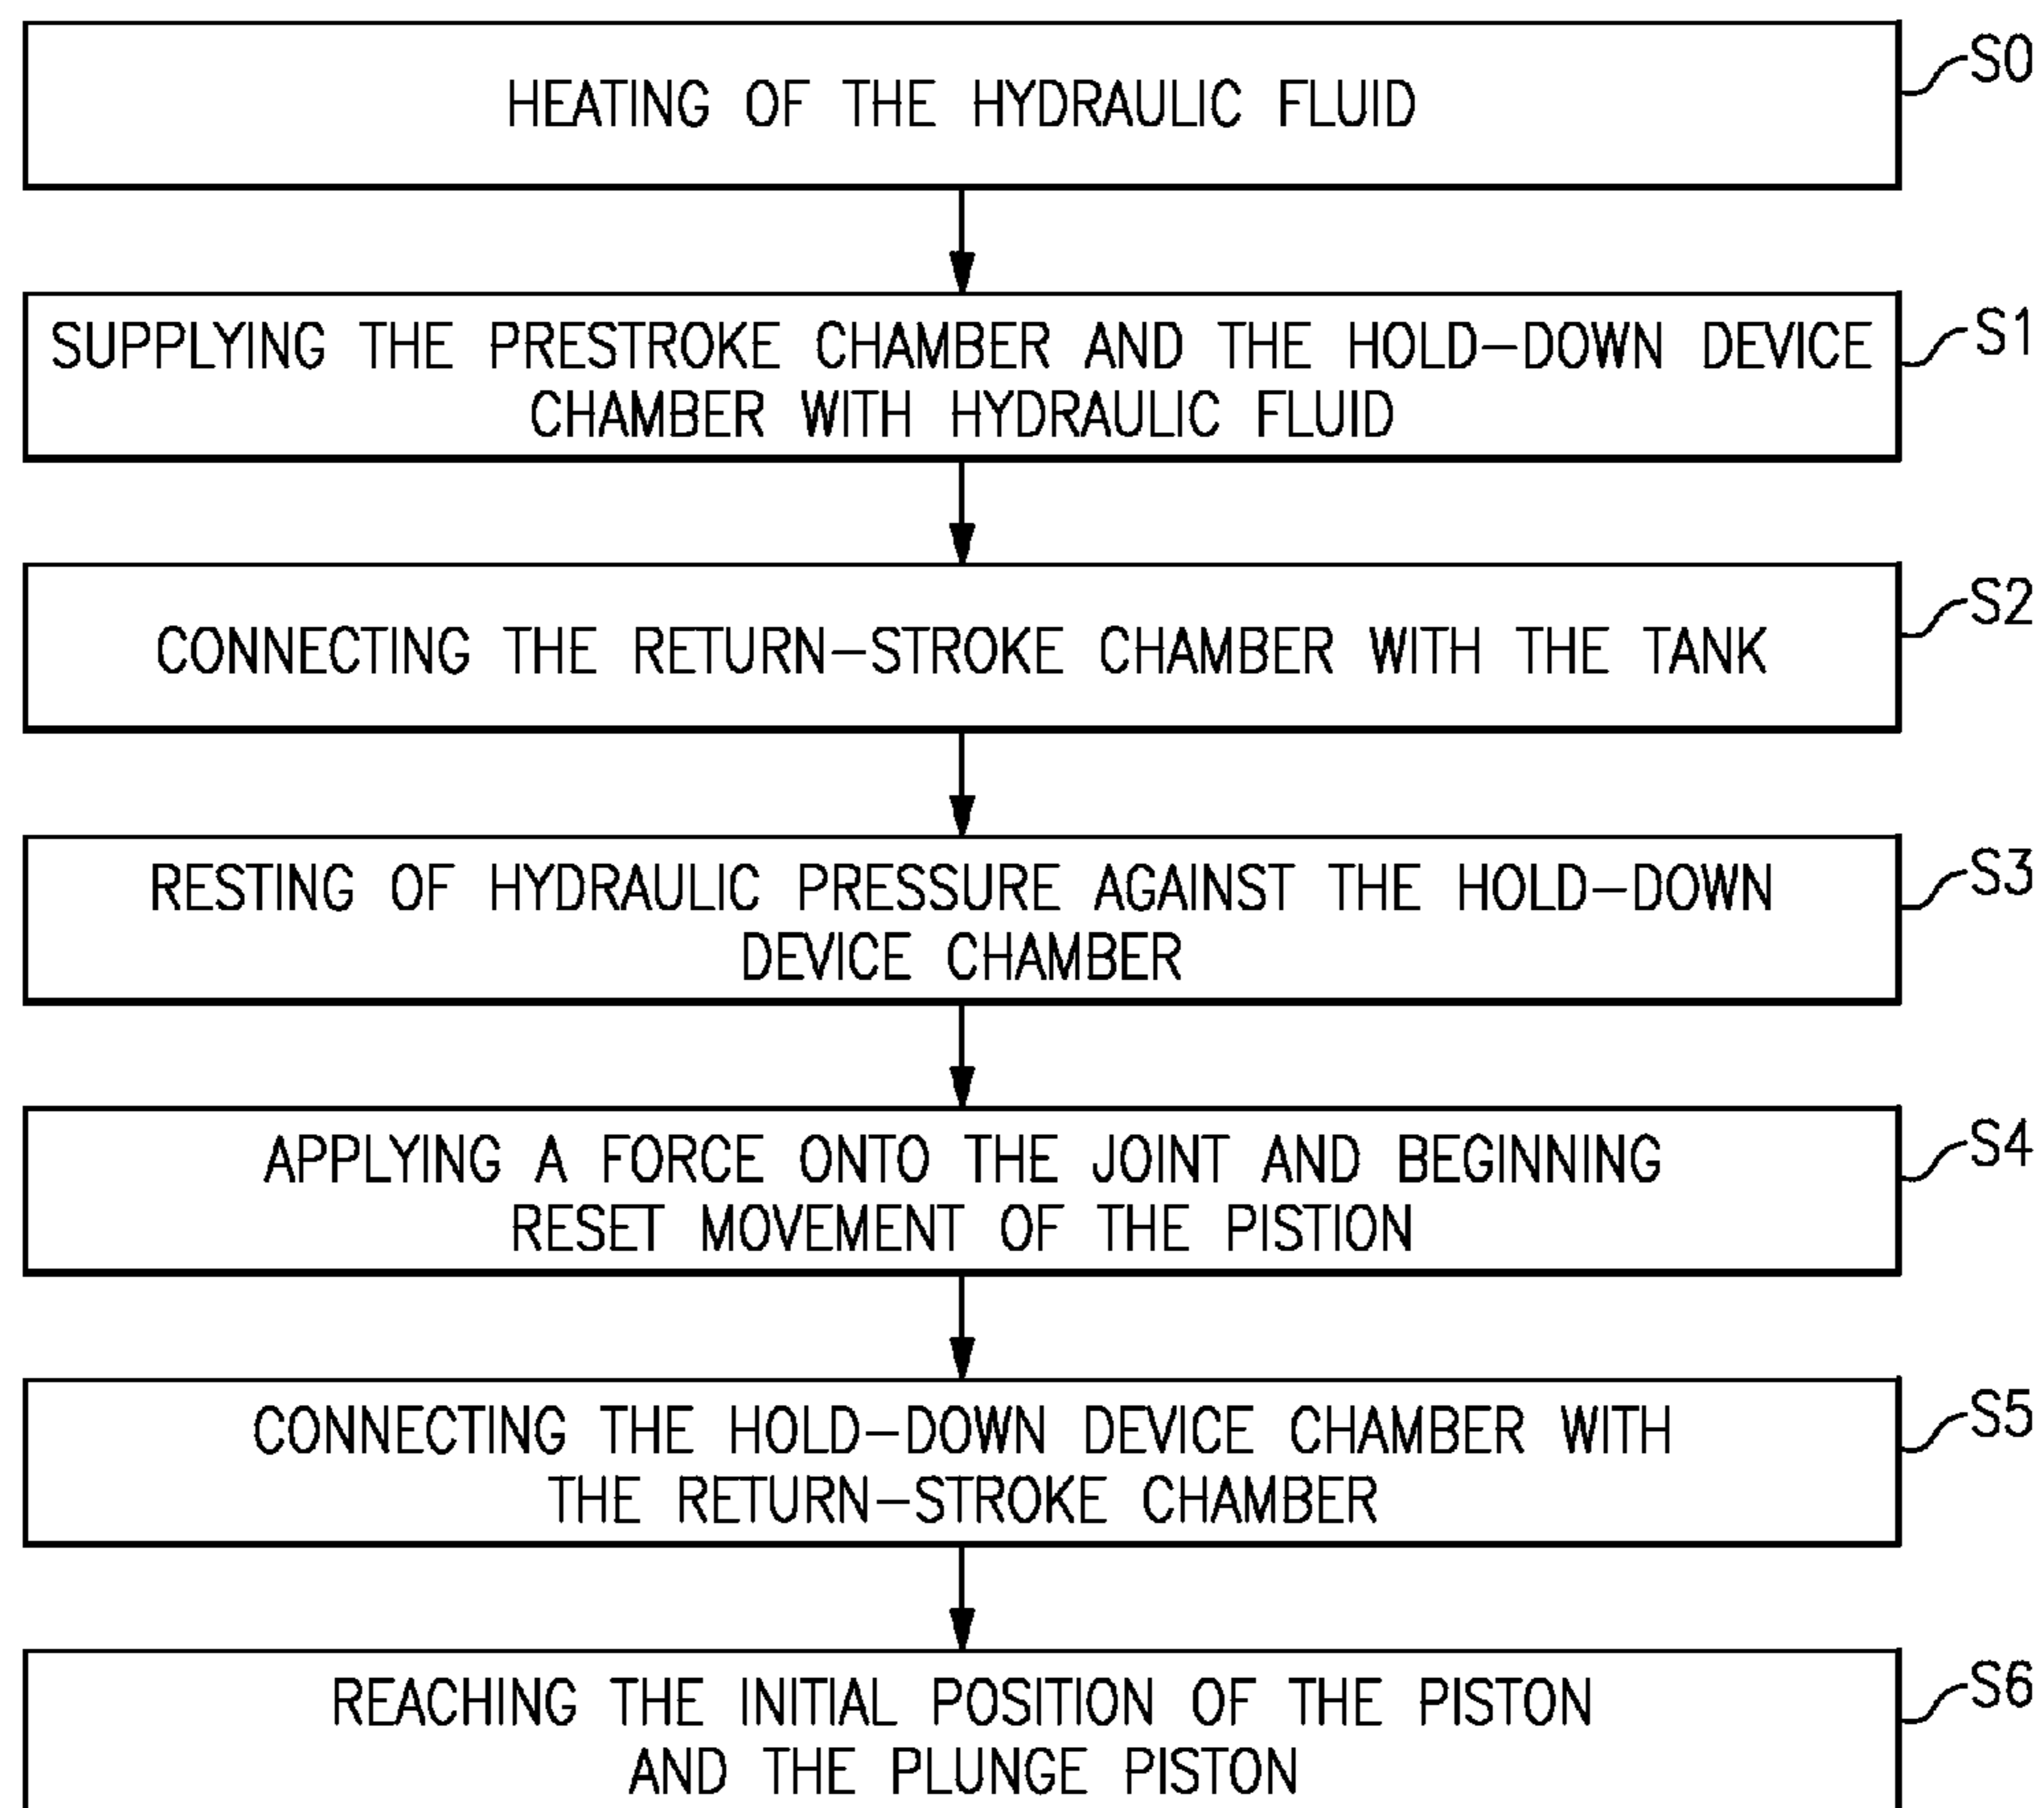 HEATING OF THE HYDRAULIC FLUID
S0
SUPPLYING THE PRESTROKE CHAMBER AND THE HOLD-DOWN DEVICE
CHAMBER WITH HYDRAULIC FLUID
S1
CONNECTING THE RETURN-STROKE CHAMBER WITH THE TANK
S2
RESTING OF HYDRAULIC PRESSURE AGAINST THE HOLD-DOWN
DEVICE CHAMBER
S3
APPLYING A FORCE ONTO THE JOINT AND BEGINNING
RESET MOVEMENT OF THE PISTION
S4
CONNECTING THE HOLD-DOWN DEVICE CHAMBER WITH
THE RETURN-STROKE CHAMBER
S5
REACHING THE INITIAL POSITION OF THE PISTON
AND THE PLUNGE PISTON
S6